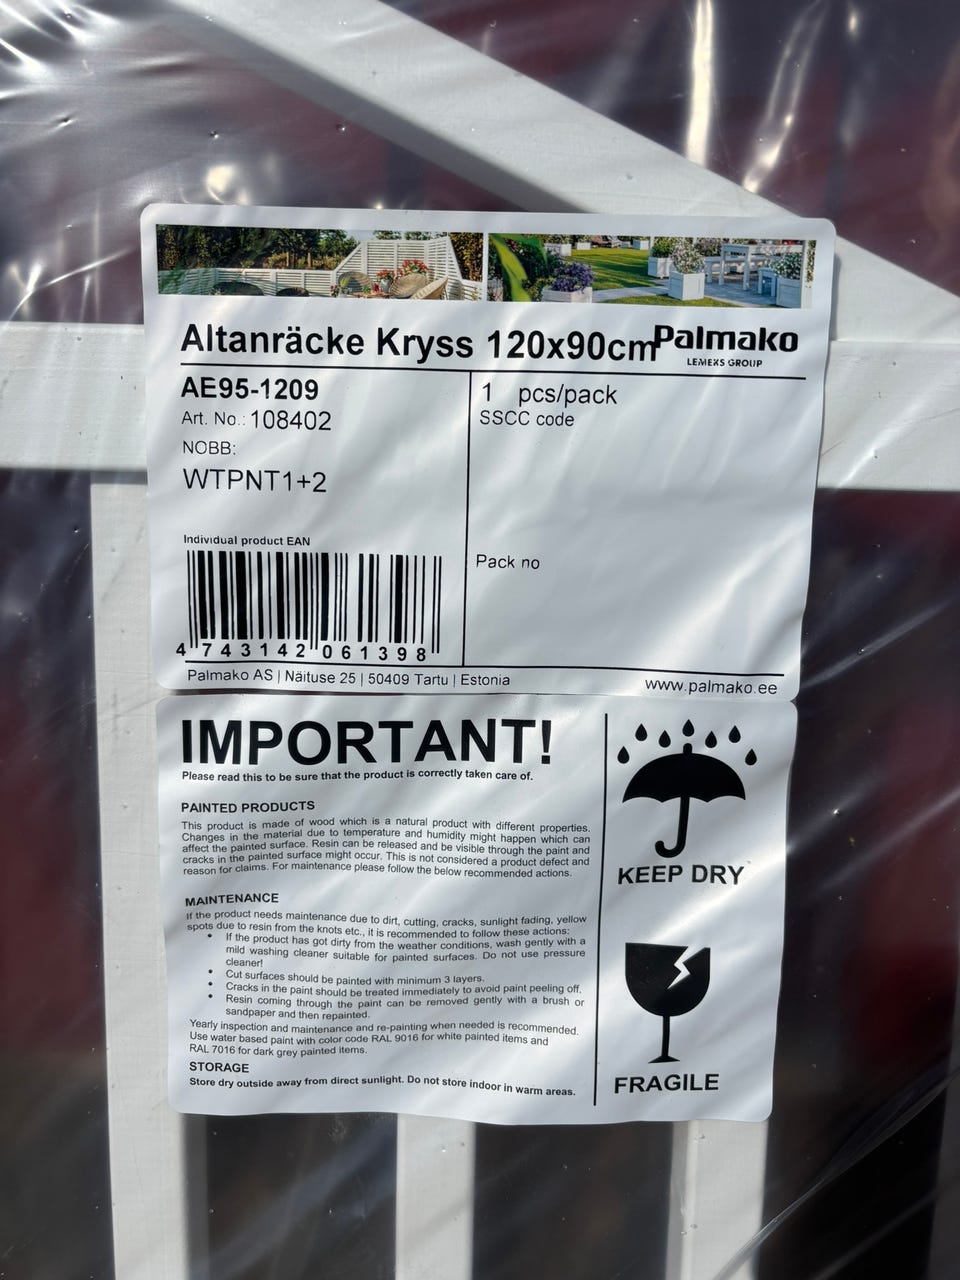 Altanräcke Kryss 120x90cm
Palmako
LEMEKS GROUP
AE95-1209
Art. No.: 108402
NOBB:
WTPNT1+2
1 pcs/pack
SSCC code
Individual product EAN
4 743142 061398
Pack no
Palmako AS | Näituse 25 | 50409 Tartu | Estonia
www.palmako.ee
IMPORTANT!
Please read this to be sure that the product is correctly taken care of.
PAINTED PRODUCTS
This product is made of wood which is a natural product with different properties.
Changes in the material due to temperature and humidity might happen which can
affect the painted surface. Resin can be released and be visible through the paint and
cracks in the painted surface might occur. This is not considered a product defect and
reason for claims. For maintenance please follow the below recommended actions.
MAINTENANCE
If the product needs maintenance due to dirt, cutting, cracks, sunlight fading, yellow
spots due to resin from the knots etc., it is recommended to follow these actions:
• If the product has got dirty from the weather conditions, wash gently with a
mild washing cleaner suitable for painted surfaces. Do not use pressure
cleaner!
• Cut surfaces should be painted with minimum 3 layers.
• Cracks in the paint should be treated immediately to avoid paint peeling off.
• Resin coming through the paint can be removed gently with a brush or
sandpaper and then repainted.
Yearly inspection and maintenance and re-painting when needed is recommended.
Use water based paint with color code RAL 9016 for white painted items and
RAL 7016 for dark grey painted items.
STORAGE
Store dry outside away from direct sunlight. Do not store indoor in warm areas.
KEEP DRY
FRAGILE